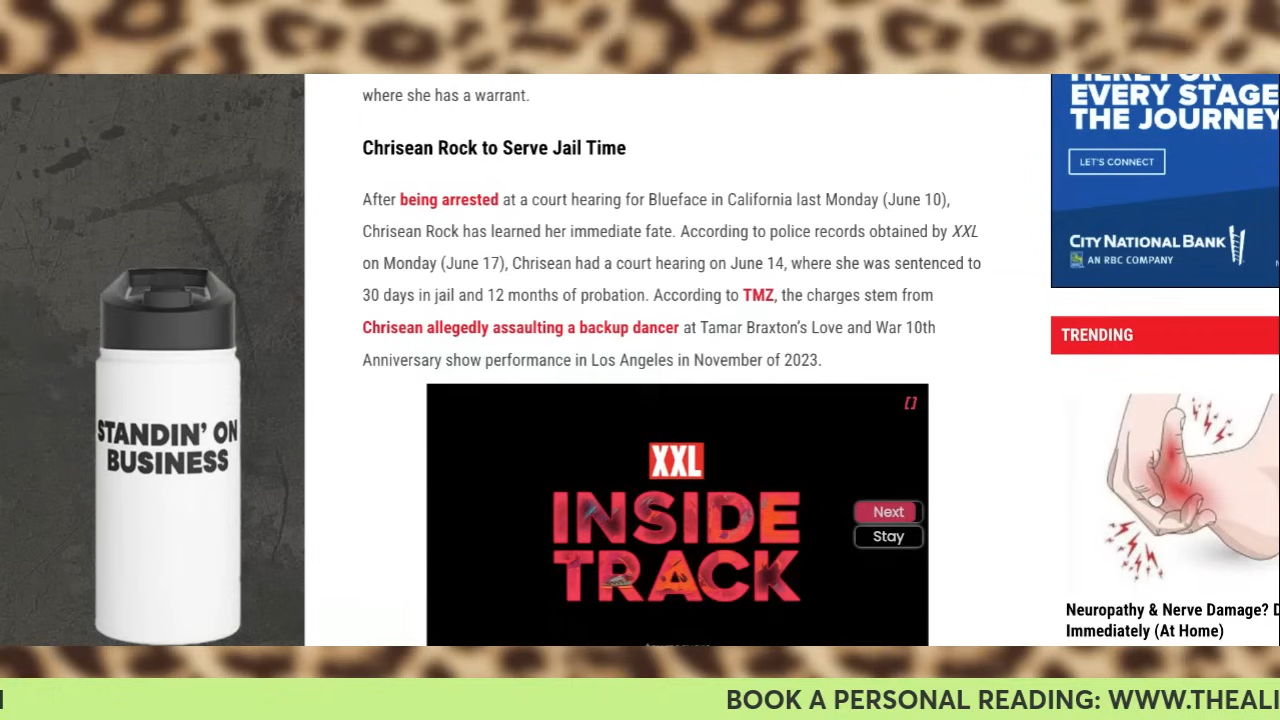 where she has a warrant.
Chrisean Rock to Serve Jail Time
After being arrested at a court hearing for Blueface in California last Monday (June 10),
Chrisean Rock has learned her immediate fate. According to police records obtained by XXL
on Monday (June 17), Chrisean had a court hearing on June 14, where she was sentenced to
30 days in jail and 12 months of probation. According to TMZ, the charges stem from
Chrisean allegedly assaulting a backup dancer at Tamar Braxton's Love and War 10th
Anniversary show performance in Los Angeles in November of 2023.
XXL
INSIDE
TRACK
Next
Stay
STANDIN' ON
BUSINESS
HERE FOR
EVERY STAGE
THE JOURNEY
LET'S CONNECT
CITY NATIONAL BANK
AN RBC COMPANY
TRENDING
Neuropathy & Nerve Damage? D
Immediately (At Home)
BOOK A PERSONAL READING: WWW.THEALI